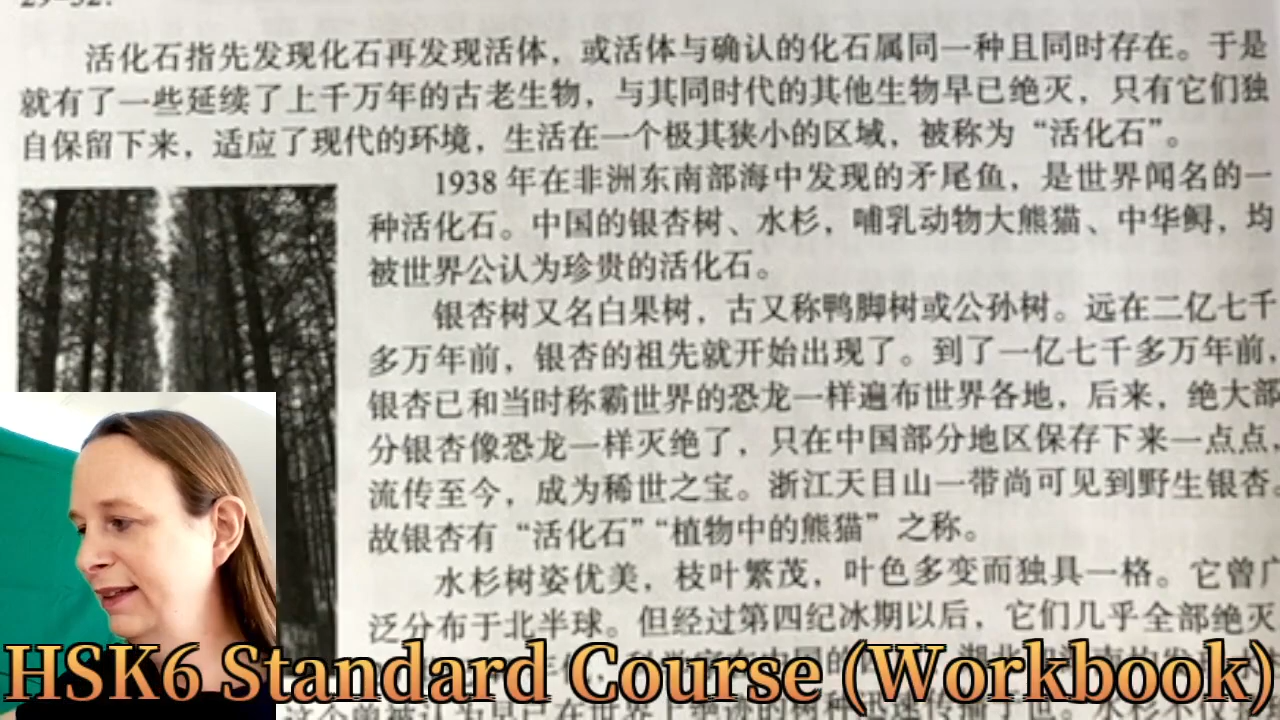 29-32.
活化石指先发现化石再发现活体，或活体与确认的化石属同一种且同时存在。于是
就有了一些延续了上千万年的古老生物，与其同时代的其他生物早已绝灭，只有它们独
自保留下来，适应了现代的环境，生活在一个极其狭小的区域，被称为“活化石”。
1938 年在非洲东南部海中发现的矛尾鱼，是世界闻名的一
种活化石。中国的银杏树、水杉，哺乳动物大熊猫、中华鲟，均
被世界公认为珍贵的活化石。
银杏树又名白果树，古又称鸭脚树或公孙树。远在二亿七千
多万年前，银杏的祖先就开始出现了。到了一亿七千多万年前，
银杏已和当时称霸世界的恐龙一样遍布世界各地，后来，绝大部
分银杏像恐龙一样灭绝了，只在中国部分地区保存下来一点点，
流传至今，成为稀世之宝。浙江天目山一带尚可见到野生银杏。
故银杏有“活化石”“植物中的熊猫”之称。
水杉树姿优美，枝叶繁茂，叶色多变而独具一格。它曾广
泛分布于北半球。但经过第四纪冰期以后，它们几乎全部绝灭
HSK6 Standard Course (Workbook)